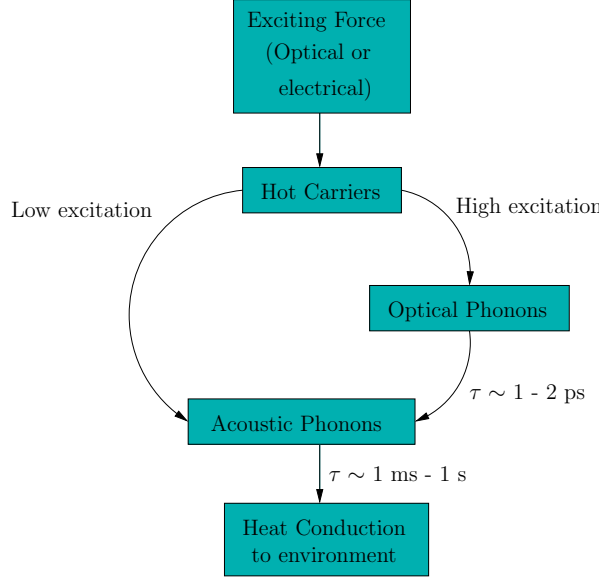 Exciting Force
(Optical or
electrical)
Hot Carriers
Low excitation
High excitation
Optical Phonons
τ ∼ 1 - 2 ps
Acoustic Phonons
τ ∼ 1 ms - 1 s
Heat Conduction
to environment